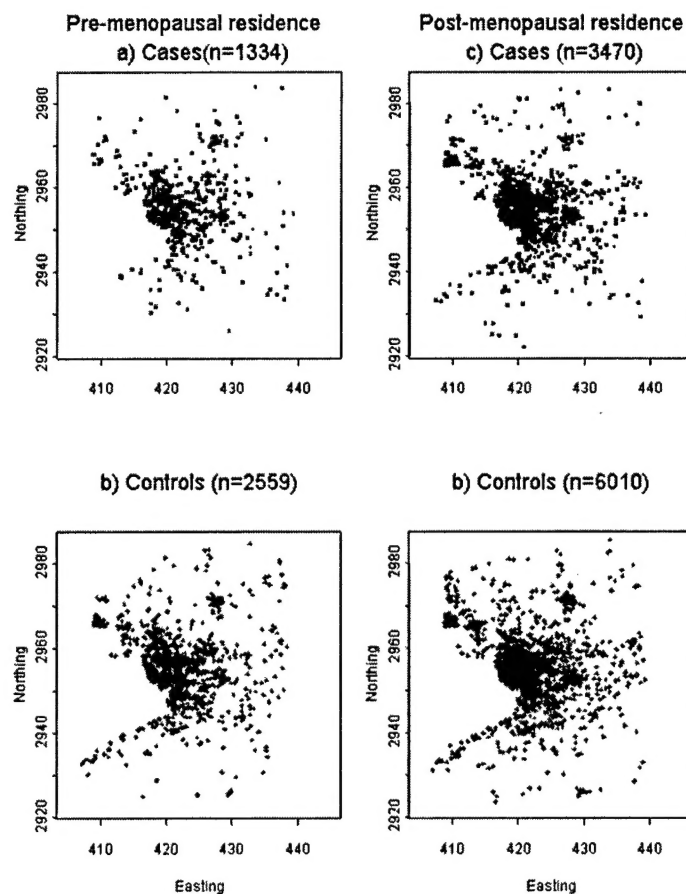 Pre-menopausal residence
a) Cases(n=1334)
Northing
2980
2960
2940
2920
410 420 430 440
Post-menopausal residence
c) Cases (n=3470)
Northing
2980
2960
2940
2920
410 420 430 440
b) Controls (n=2559)
Northing
2980
2960
2940
2920
410 420 430 440
Easting
b) Controls (n=6010)
Northing
2980
2960
2940
2920
410 420 430 440
Easting